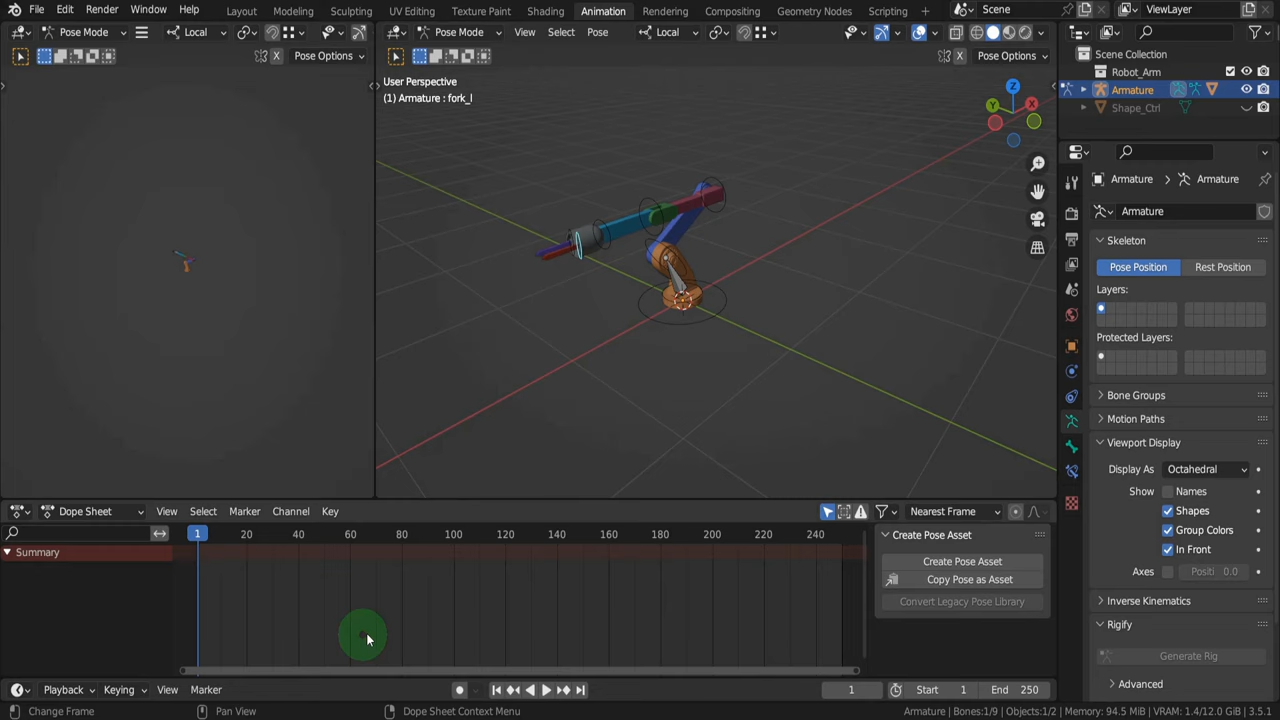 File Edit Render Window Help Layout Modeling Sculpting UV Editing Texture Paint Shading Animation Rendering Compositing Geometry Nodes Scripting Scene ViewLayer
Pose Mode Local Pose Mode View Select Pose Local
X Pose Options X Pose Options
User Perspective
(1) Armature : fork_l
Z
Y X
Scene Collection
Robot_Arm
Armature
Shape_Ctrl
Armature Armature
Armature
Skeleton
Pose Position Rest Position
Layers:
Protected Layers:
Bone Groups
Motion Paths
Viewport Display
Display As Octahedral
Show Names
Shapes
Group Colors
In Front
Axes Positi 0.0
Inverse Kinematics
Rigify
Generate Rig
Advanced
Dope Sheet View Select Marker Channel Key Nearest Frame
1 20 40 60 80 100 120 140 160 180 200 220 240
Summary
Create Pose Asset
Create Pose Asset
Copy Pose as Asset
Convert Legacy Pose Library
Playback Keying View Marker 1 Start 1 End 250
Change Frame Pan View Dope Sheet Context Menu Armature | Bones:1/9 | Objects:1/2 | Memory: 94.5 MiB | VRAM: 1.4/12.0 GiB | 3.5.1